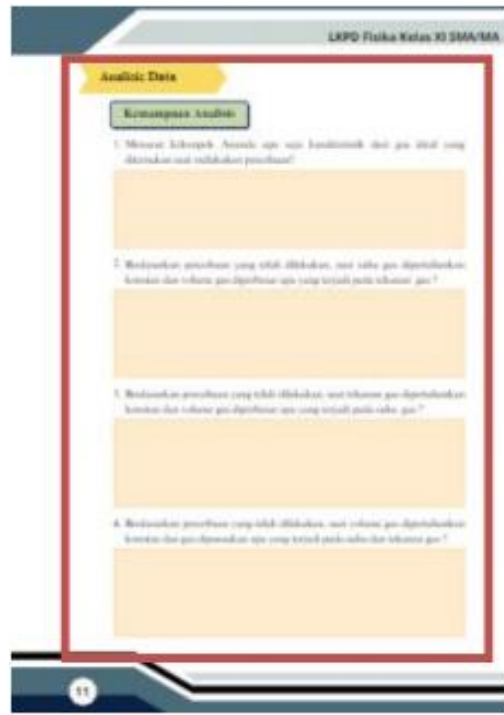 LKPD Fisika Kelas XI SMA/MA
Analisis Data
Kemampuan Analisis
1. Menurut kelompok Ananda apa saja karakteristik dari gas ideal yang
ditemukan saat melakukan percobaan?
2. Berdasarkan percobaan yang telah dilakukan, saat suhu gas dipertahankan
konstan dan volume gas diperbesar apa yang terjadi pada tekanan gas ?
3. Berdasarkan percobaan yang telah dilakukan, saat tekanan gas dipertahankan
konstan dan volume gas diperbesar apa yang terjadi pada suhu gas ?
4. Berdasarkan percobaan yang telah dilakukan, saat volume gas dipertahankan
konstan dan gas dipanaskan apa yang terjadi pada suhu dan tekanan gas ?
11